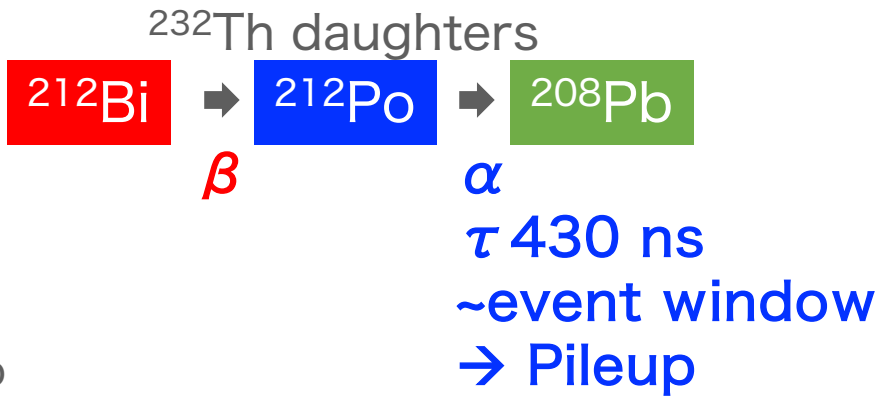 ²³²Th daughters
²¹²Bi → ²¹²Po → ²⁰⁸Pb
β α
τ 430 ns
~event window
→ Pileup